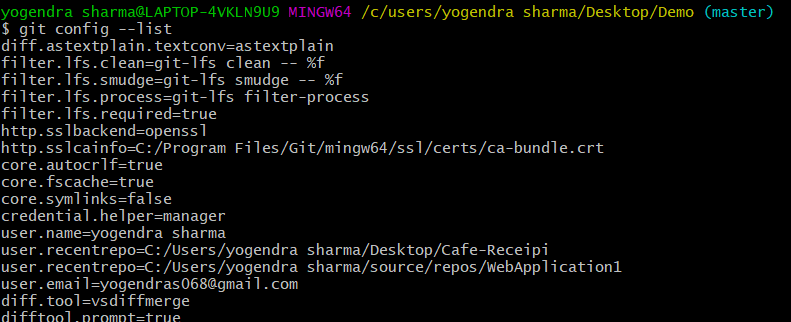 yogendra sharma@LAPTOP-4VKLN9U9 MINGW64 /c/users/yogendra sharma/Desktop/Demo (master)
$ git config --list
diff.astextplain.textconv=astextplain
filter.lfs.clean=git-lfs clean -- %f
filter.lfs.smudge=git-lfs smudge -- %f
filter.lfs.process=git-lfs filter-process
filter.lfs.required=true
http.sslbackend=openssl
http.sslcainfo=C:/Program Files/Git/mingw64/ssl/certs/ca-bundle.crt
core.autocrlf=true
core.fscache=true
core.symlinks=false
credential.helper=manager
user.name=yogendra sharma
user.recentrepo=C:/Users/yogendra sharma/Desktop/Cafe-Receipi
user.recentrepo=C:/Users/yogendra sharma/source/repos/WebApplication1
user.email=yogendras068@gmail.com
diff.tool=vsdiffmerge
difftool.prompt=true